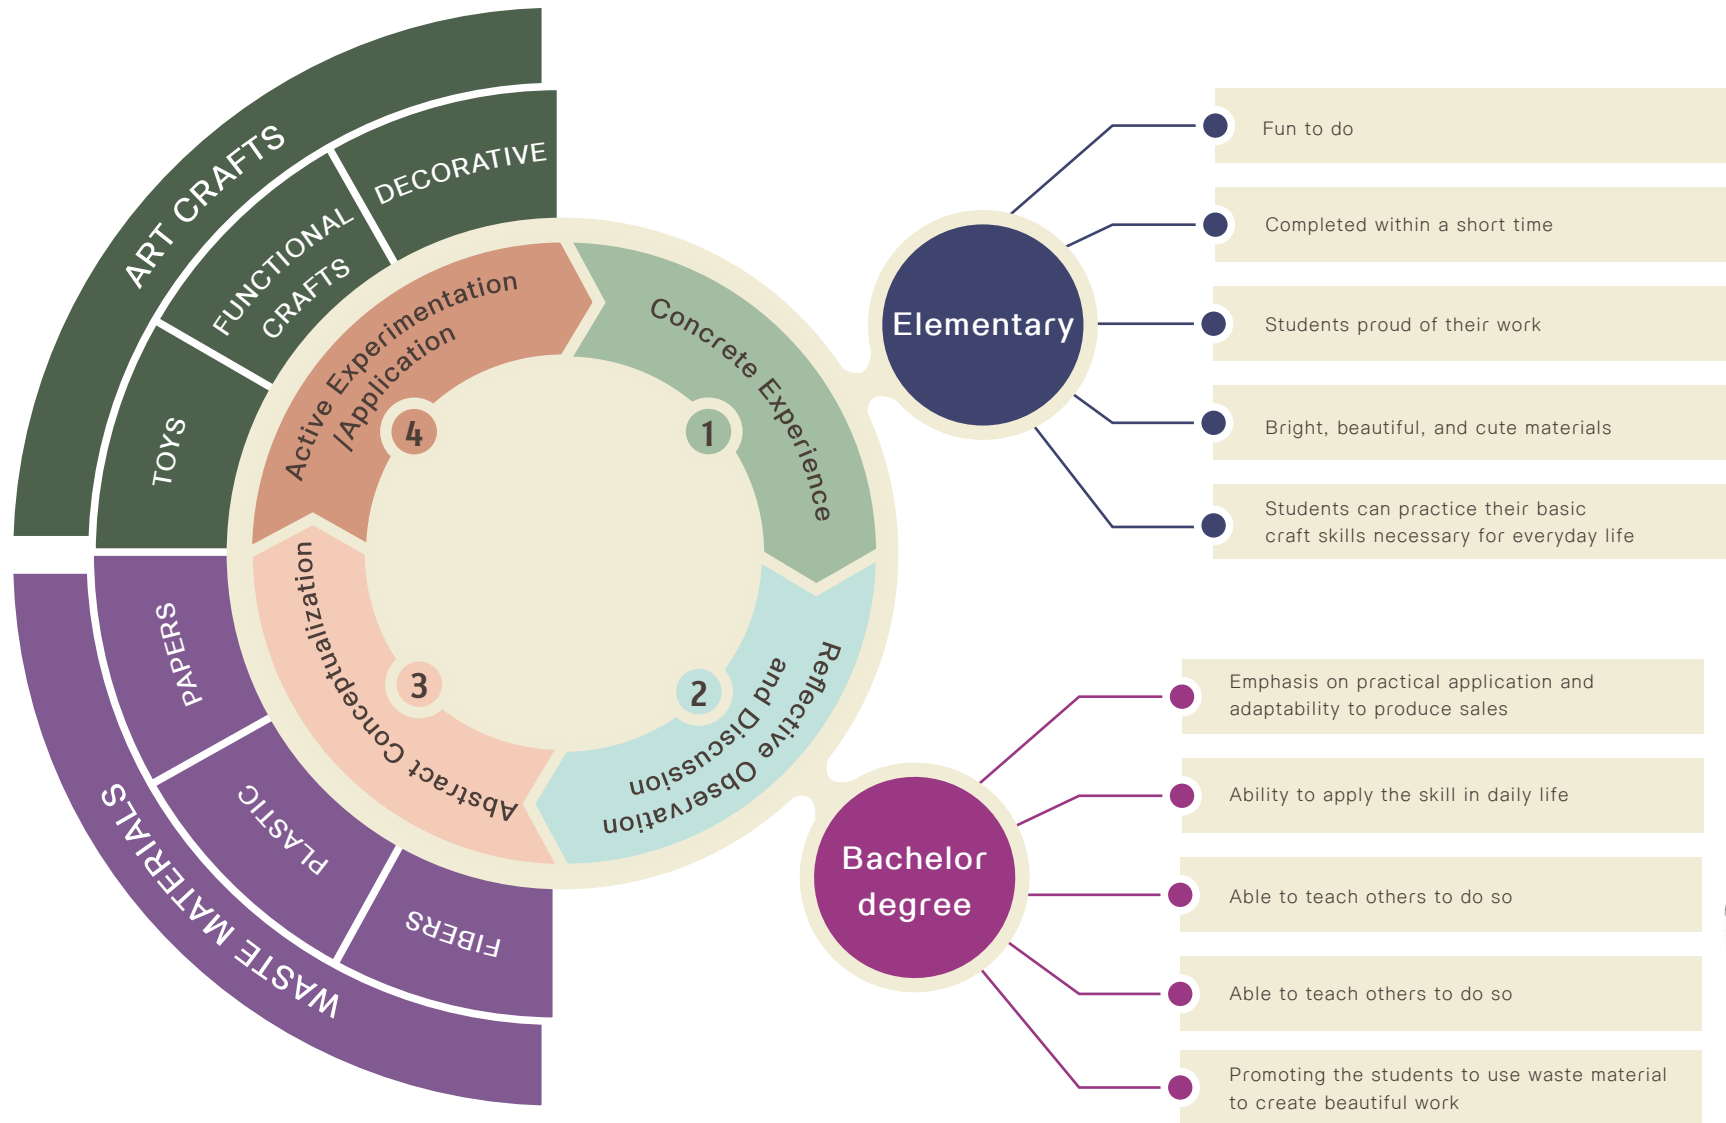 ART CRAFTS
DECORATIVE
FUNCTIONAL
CRAFTS
TOYS
PAPERS
PLASTIC
FIBERS
WASTE MATERIALS
Concrete Experience
1
Reflective Observation
and Discussion
2
Abstract Conceptualization
3
Active Experimentation
/Application
4
Elementary
Fun to do
Completed within a short time
Students proud of their work
Bright, beautiful, and cute materials
Students can practice their basic
craft skills necessary for everyday life
Bachelor
degree
Emphasis on practical application and
adaptability to produce sales
Ability to apply the skill in daily life
Able to teach others to do so
Able to teach others to do so
Promoting the students to use waste material
to create beautiful work